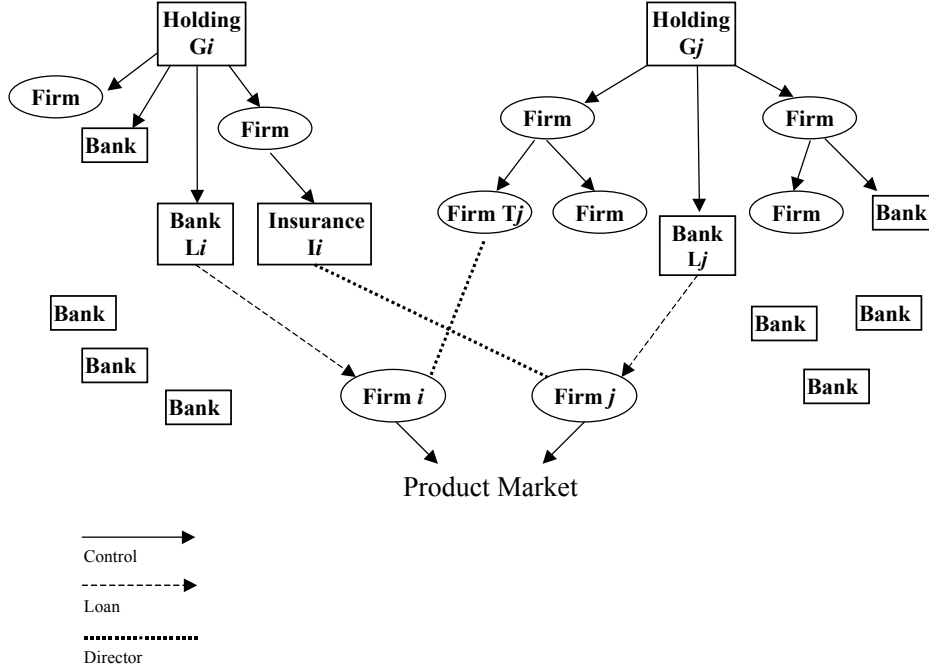 Holding
Gi
Holding
Gj
Firm
Bank
Firm
Firm
Firm
Bank
Li
Insurance
Ii
Firm Tj
Firm
Bank
Lj
Firm
Bank
Bank
Bank
Bank
Bank
Bank
Bank
Firm i
Firm j
Product Market
Control
Loan
Director